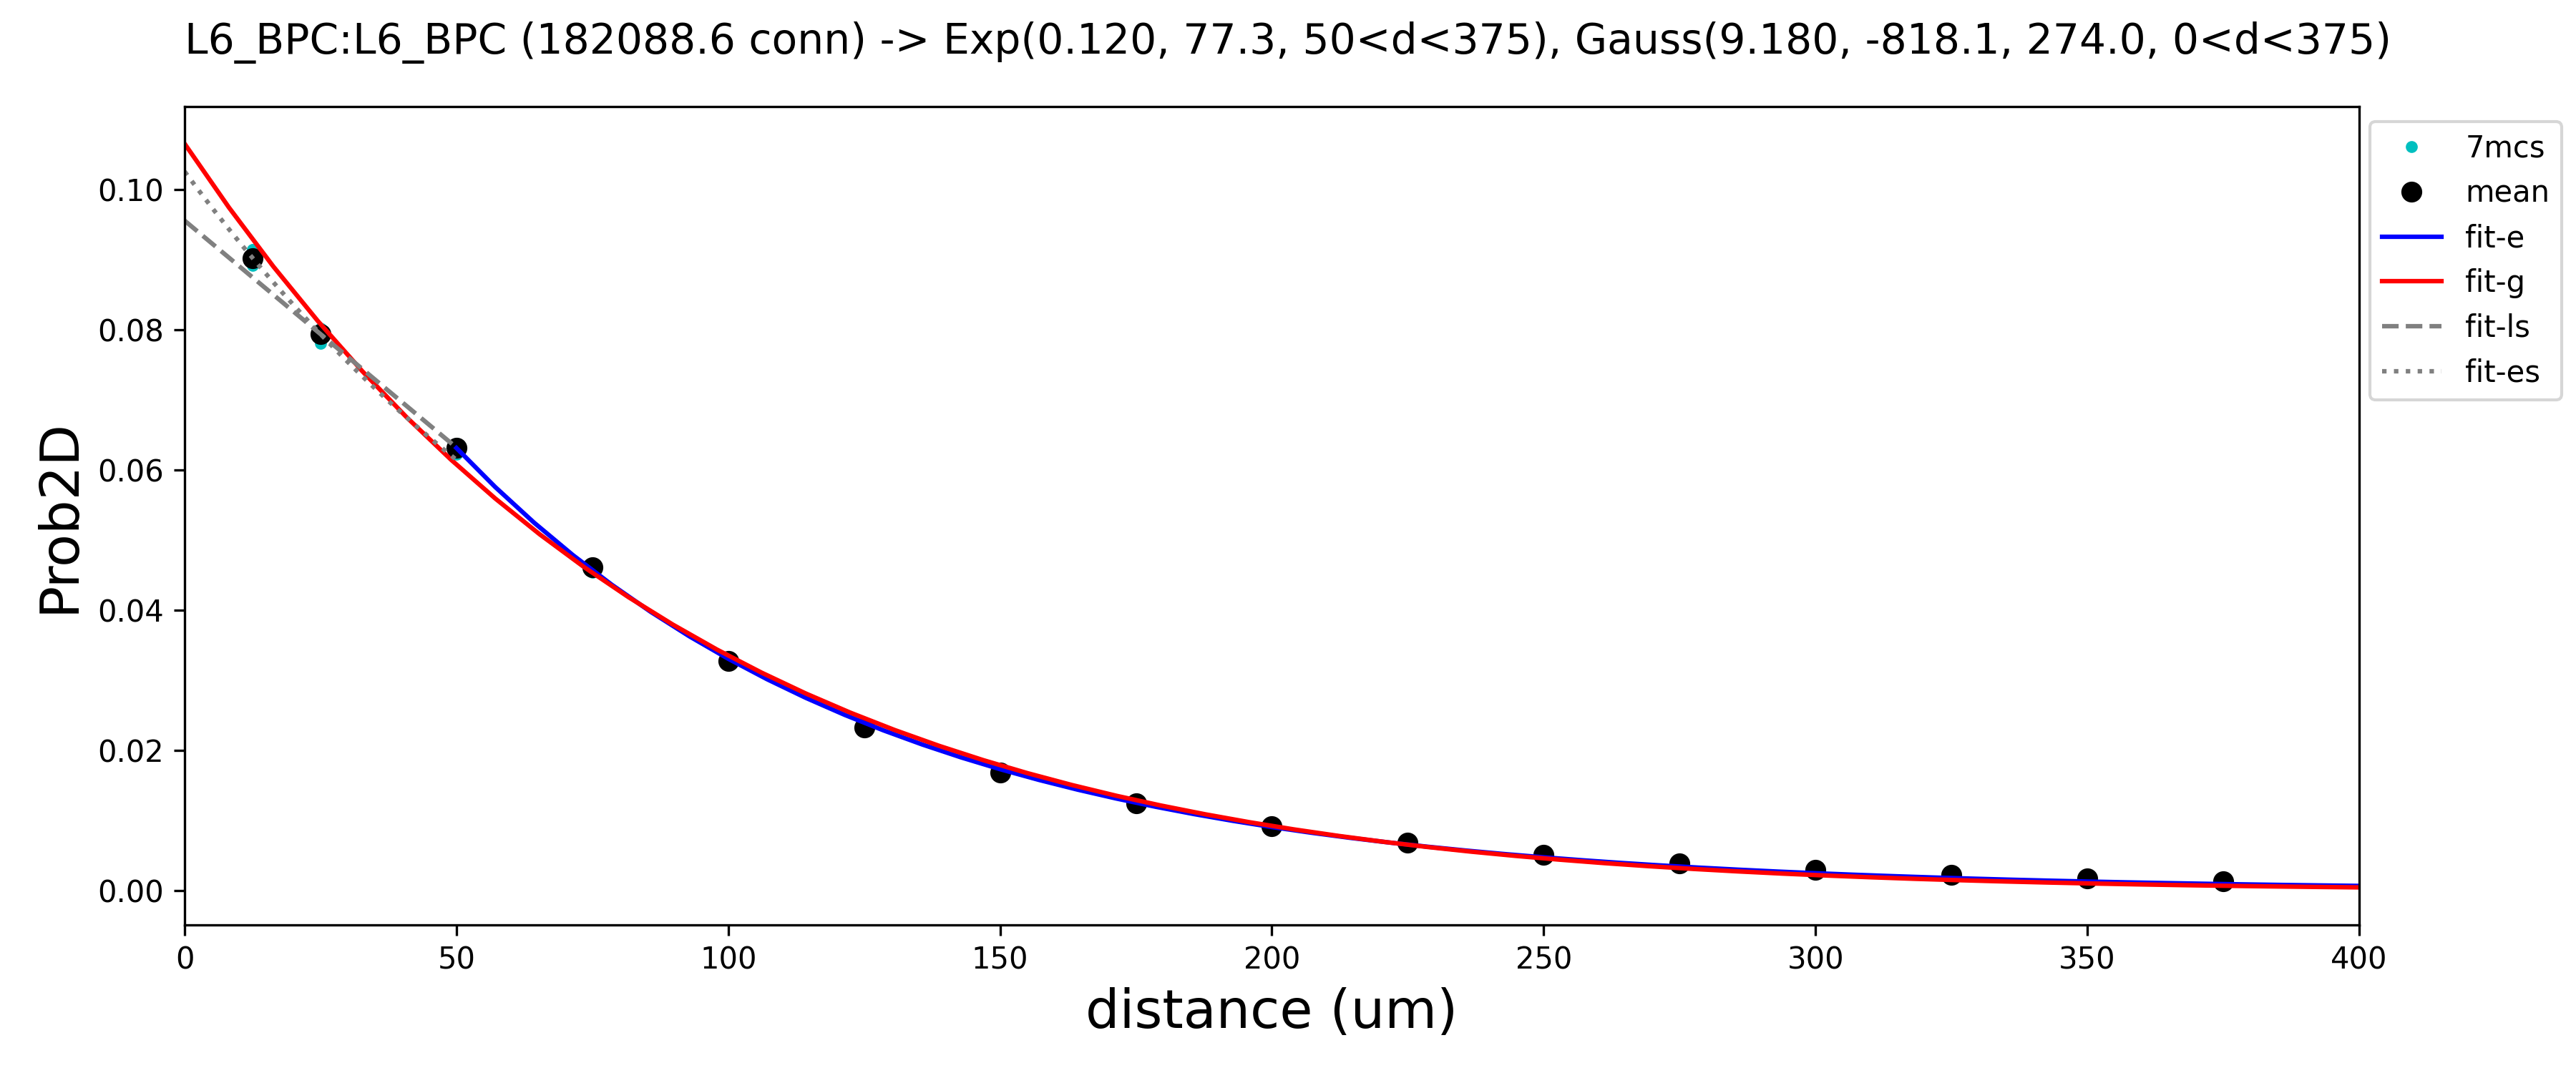 L6_BPC:L6_BPC (182088.6 conn) -> Exp(0.120, 77.3, 50<d<375), Gauss(9.180, -818.1, 274.0, 0<d<375)
7mcs
mean
fit-e
fit-g
fit-ls
fit-es
Prob2D
0.10
0.08
0.06
0.04
0.02
0.00
0 50 100 150 200 250 300 350 400
distance (um)